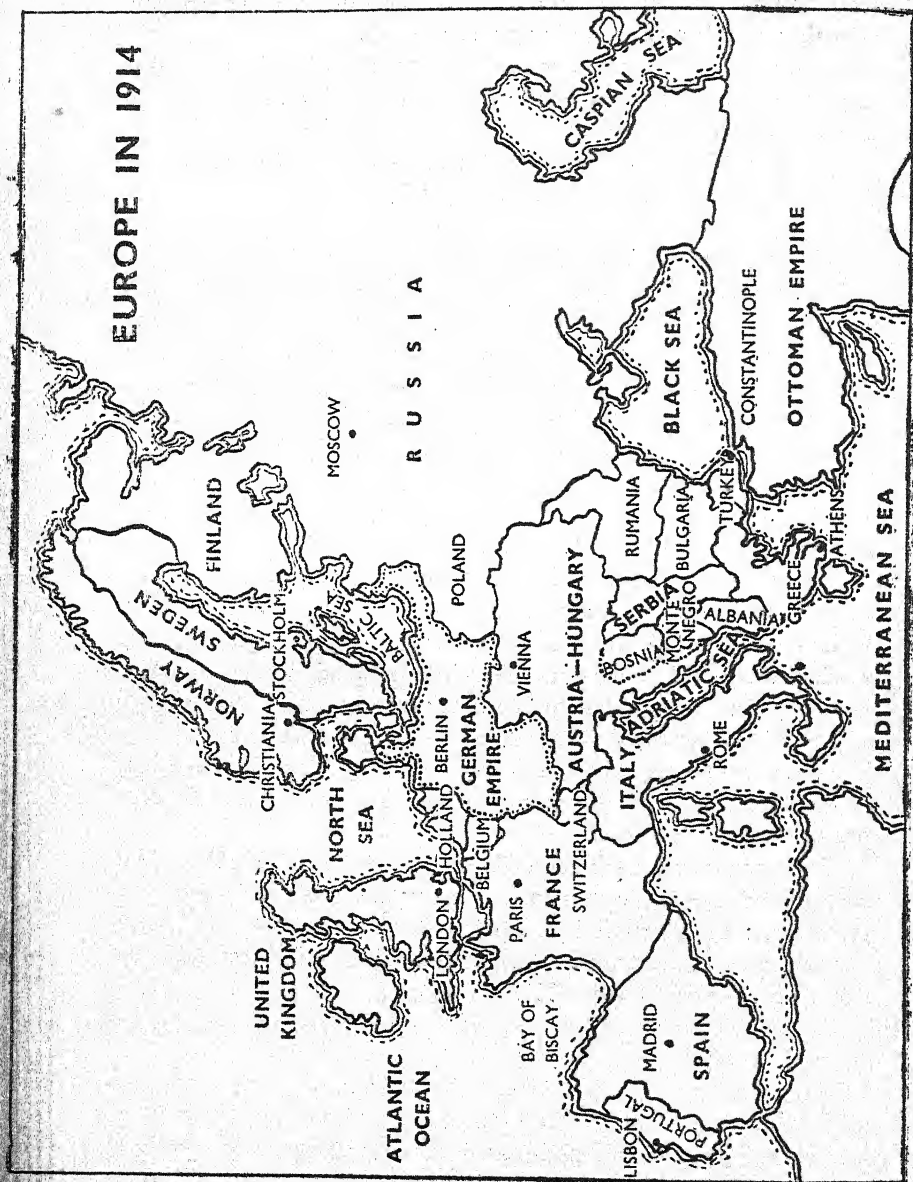 EUROPE IN 1914
NORWAY
SWEDEN
FINLAND
CHRISTIANIA
STOCKHOLM
MOSCOW
RUSSIA
UNITED
KINGDOM
NORTH
SEA
BALTIC
SEA
ATLANTIC
OCEAN
LONDON
HOLLAND
BERLIN
GERMAN
EMPIRE
POLAND
BELGIUM
PARIS
FRANCE
SWITZERLAND
VIENNA
AUSTRIA–HUNGARY
BAY OF
BISCAY
CASPIAN SEA
RUMANIA
BLACK SEA
BOSNIA
SERBIA
BULGARIA
MONTE
NEGRO
ITALY
ADRIATIC SEA
ALBANIA
TURKEY
CONSTANTINOPLE
ROME
GREECE
ATHENS
OTTOMAN EMPIRE
MADRID
SPAIN
PORTUGAL
LISBON
MEDITERRANEAN SEA